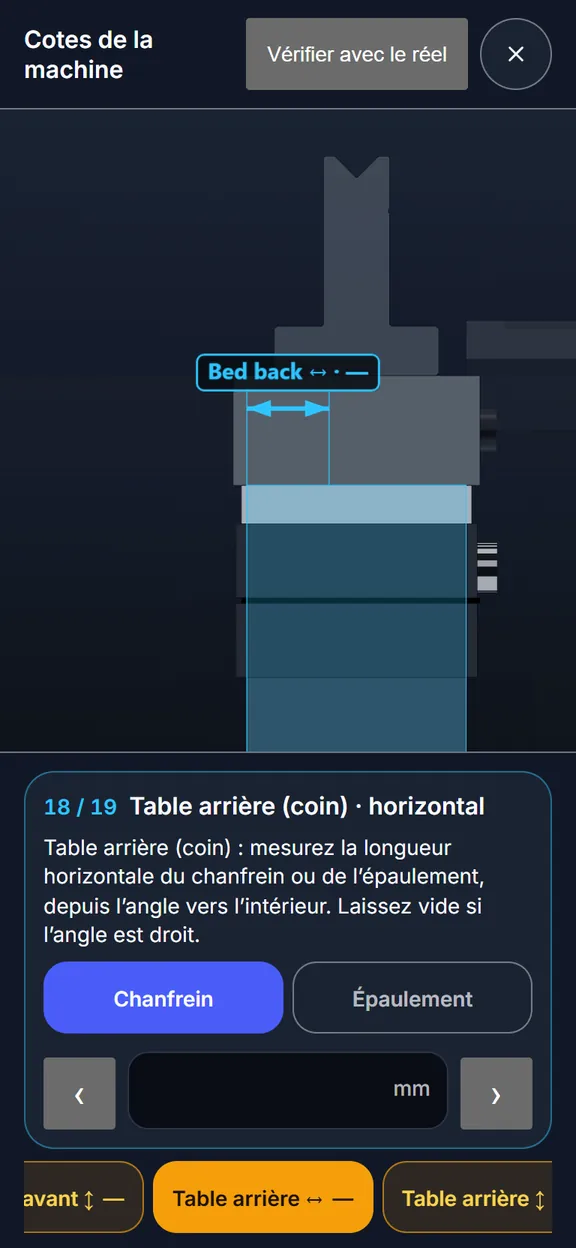 Cotes de la
machine
Vérifier avec le réel
×
Bed back ↔ · —
18 / 19 Table arrière (coin) · horizontal
Table arrière (coin) : mesurez la longueur
horizontale du chanfrein ou de l’épaulement,
depuis l’angle vers l’intérieur. Laissez vide si
l’angle est droit.
Chanfrein
Épaulement
‹
mm
›
avant ↕ —
Table arrière ↔ —
Table arrière ↕